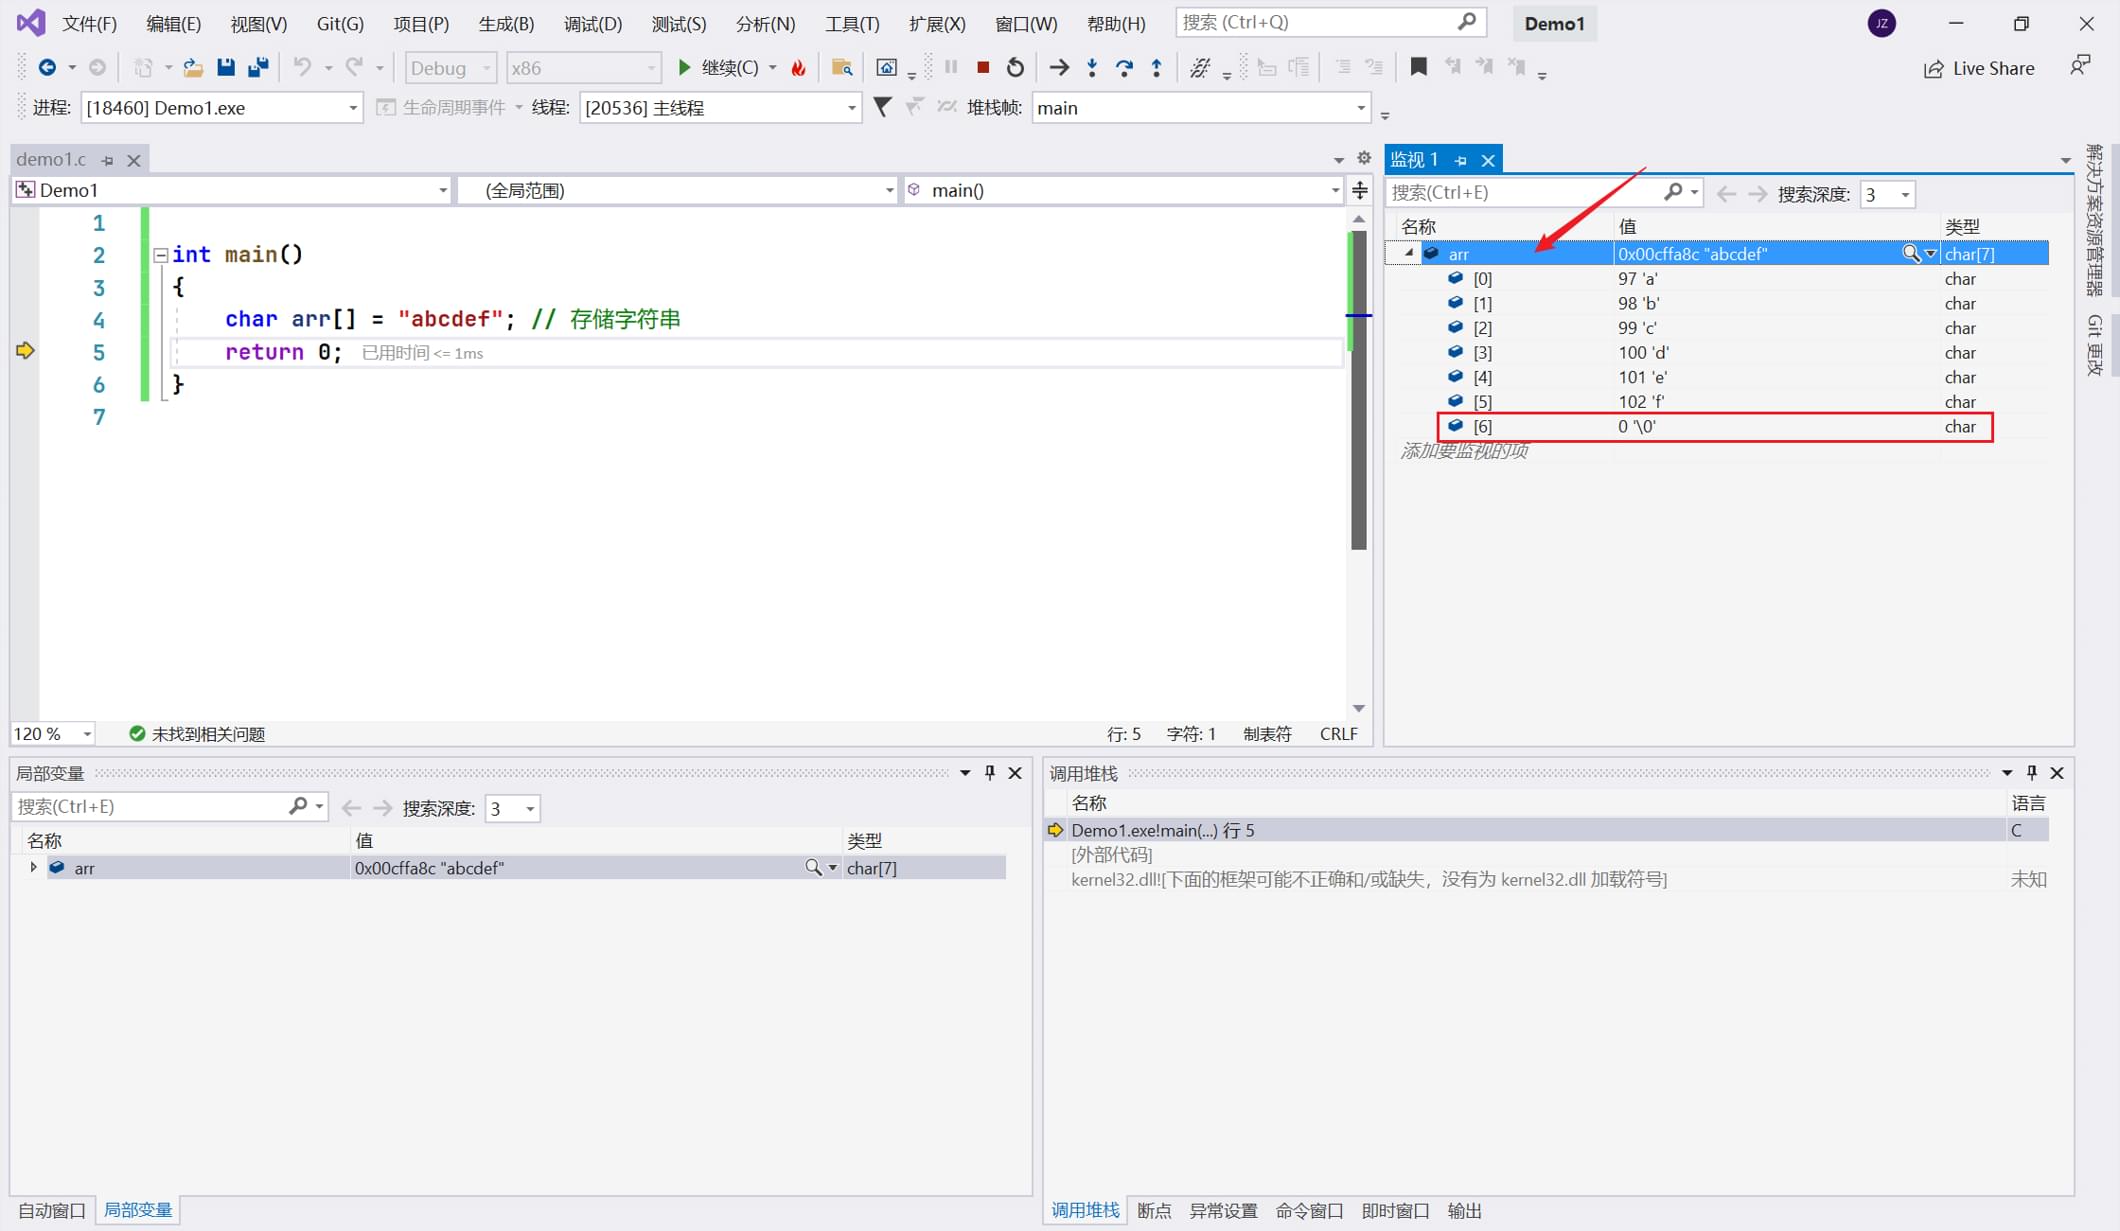 文件(F) 编辑(E) 视图(V) Git(G) 项目(P) 生成(B) 调试(D) 测试(S) 分析(N) 工具(T) 扩展(X) 窗口(W) 帮助(H) 搜索 (Ctrl+Q) Demo1 JZ
Debug x86 继续(C) Live Share
进程: [18460] Demo1.exe 生命周期事件 线程: [20536] 主线程 堆栈帧: main
demo1.c
Demo1 (全局范围) main()
1
2 int main()
3 {
4 char arr[] = "abcdef"; // 存储字符串
5 return 0; 已用时间 <= 1ms
6 }
7
120 % 未找到相关问题 行: 5 字符: 1 制表符 CRLF
监视 1
搜索(Ctrl+E) 搜索深度: 3
名称 值 类型
arr 0x00cffa8c "abcdef" char[7]
[0] 97 'a' char
[1] 98 'b' char
[2] 99 'c' char
[3] 100 'd' char
[4] 101 'e' char
[5] 102 'f' char
[6] 0 '\0' char
添加要监视的项
解决方案资源管理器
Git 更改
局部变量
搜索(Ctrl+E) 搜索深度: 3
名称 值 类型
arr 0x00cffa8c "abcdef" char[7]
自动窗口 局部变量
调用堆栈
名称 语言
Demo1.exe!main(...) 行 5 C
[外部代码]
kernel32.dll![下面的框架可能不正确和/或缺失，没有为 kernel32.dll 加载符号] 未知
调用堆栈 断点 异常设置 命令窗口 即时窗口 输出